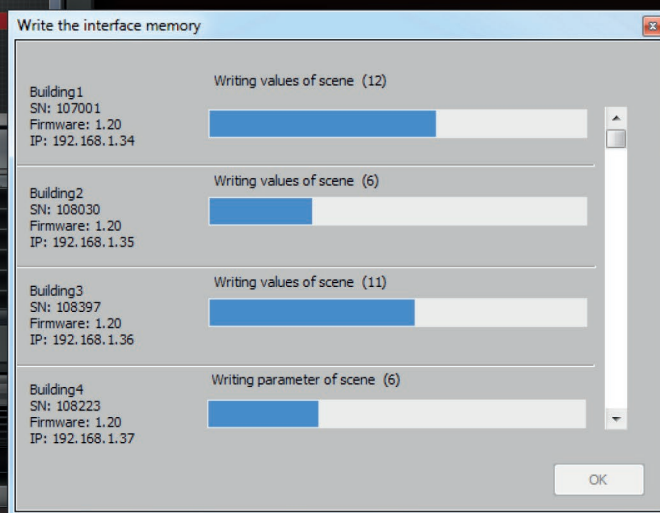 Write the interface memory
Building1
SN: 107001
Firmware: 1.20
IP: 192.168.1.34
Writing values of scene (12)
Building2
SN: 108030
Firmware: 1.20
IP: 192.168.1.35
Writing values of scene (6)
Building3
SN: 108397
Firmware: 1.20
IP: 192.168.1.36
Writing values of scene (11)
Building4
SN: 108223
Firmware: 1.20
IP: 192.168.1.37
Writing parameter of scene (6)
OK